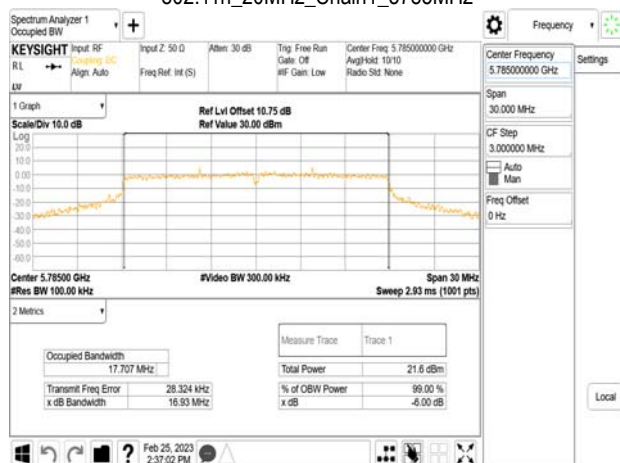 802.11n_20MHz_Chain1_5785MHz
Spectrum Analyzer 1
Occupied BW
Frequency
KEYSIGHT
RL
Input: RF
Coupling: DC
Align: Auto
Input Z: 50 Ω
Freq Ref: Int (S)
Atten: 30 dB
Trig: Free Run
Gate: Off
#IF Gain: Low
Center Freq: 5.785000000 GHz
Avg|Hold: 10/10
Radio Std: None
Center Frequency
5.785000000 GHz
Settings
Span
30.000 MHz
CF Step
3.000000 MHz
Auto
Man
Freq Offset
0 Hz
Local
1 Graph
Scale/Div 10.0 dB
Ref Lvl Offset 10.75 dB
Ref Value 30.00 dBm
Log
20.0
10.0
0.00
-10.0
-20.0
-30.0
-40.0
-50.0
-60.0
Center 5.78500 GHz
#Res BW 100.00 kHz
#Video BW 300.00 kHz
Span 30 MHz
Sweep 2.93 ms (1001 pts)
2 Metrics
Measure Trace
Trace 1
Occupied Bandwidth
17.707 MHz
Total Power
21.6 dBm
Transmit Freq Error
28.324 kHz
% of OBW Power
99.00 %
x dB Bandwidth
16.93 MHz
x dB
-6.00 dB
Feb 25, 2023
2:37:02 PM